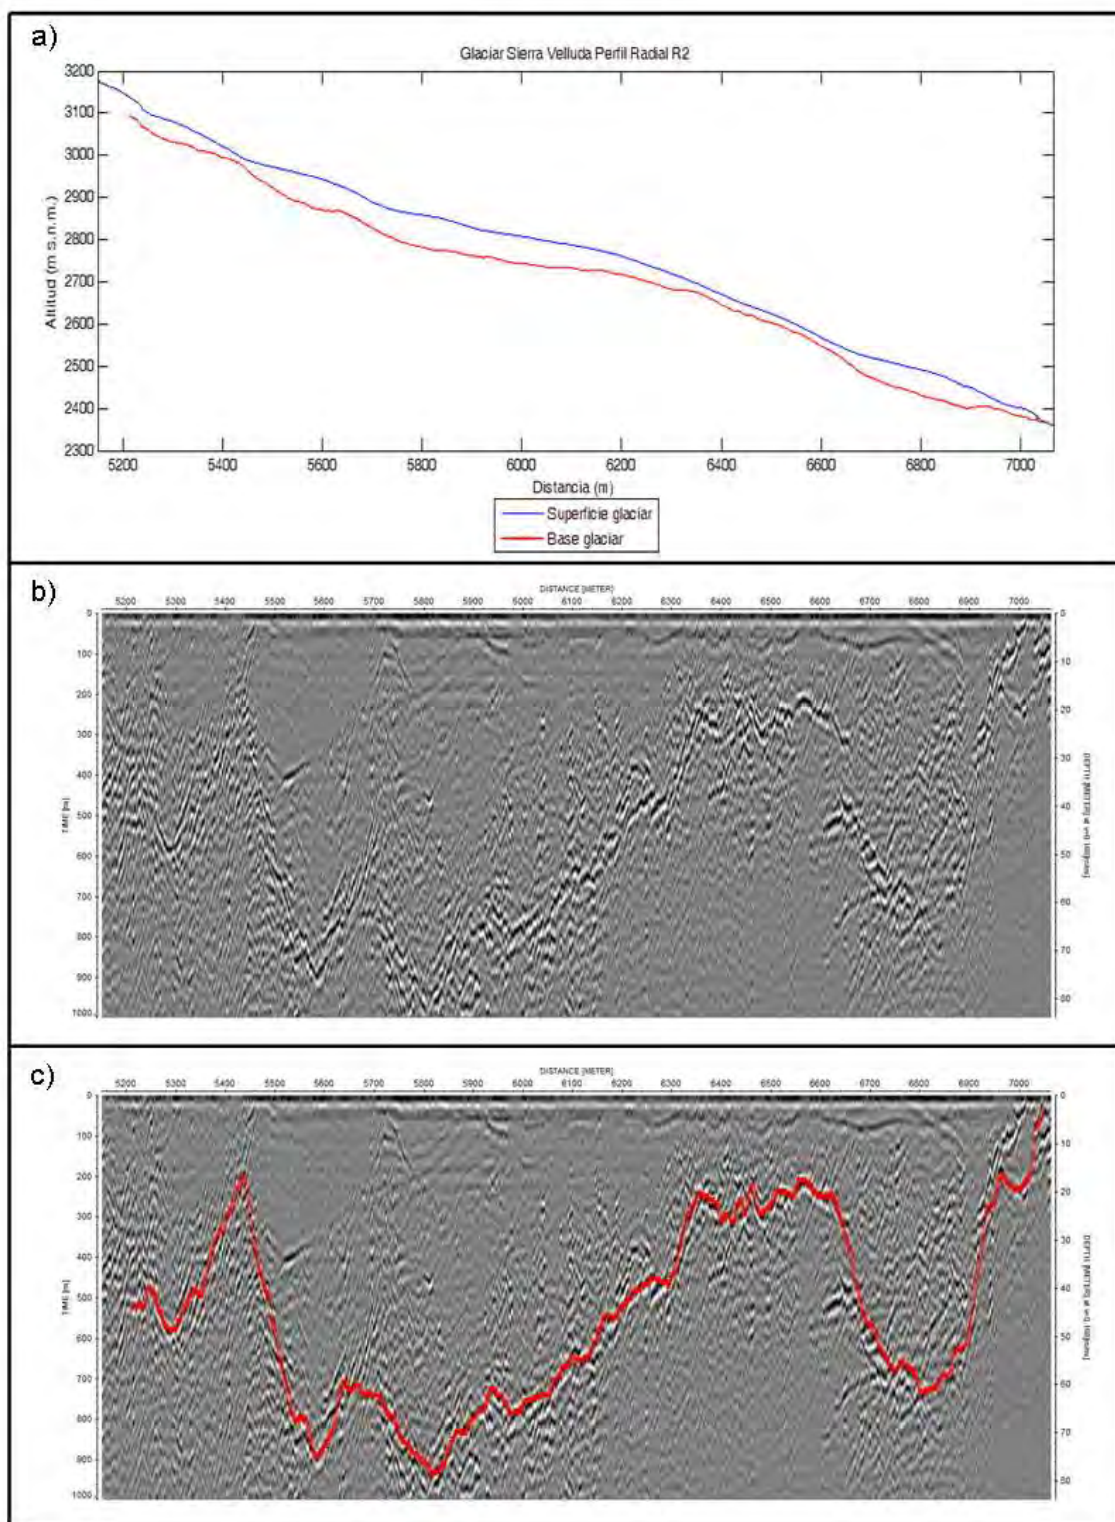 a)
Glaciar Sierra Velluda Perfil Radial R2
3200
3100
3000
2900
2800
2700
2600
2500
2400
2300
Altitud (m s.n.m.)
5200 5400 5600 5800 6000 6200 6400 6600 6800 7000
Distancia (m)
Superficie glaciar
Base glaciar
b)
DISTANCE [METER]
5200 5300 5400 5500 5600 5700 5800 5900 6000 6100 6200 6300 6400 6500 6600 6700 6800 6900 7000
0
100
200
300
400
500
600
700
800
900
1000
TIME
0
10
20
30
40
50
60
70
80
DEPTH [METER]
c)
DISTANCE [METER]
5200 5300 5400 5500 5600 5700 5800 5900 6000 6100 6200 6300 6400 6500 6600 6700 6800 6900 7000
0
100
200
300
400
500
600
700
800
900
1000
TIME
0
10
20
30
40
50
60
70
80
DEPTH [METER]